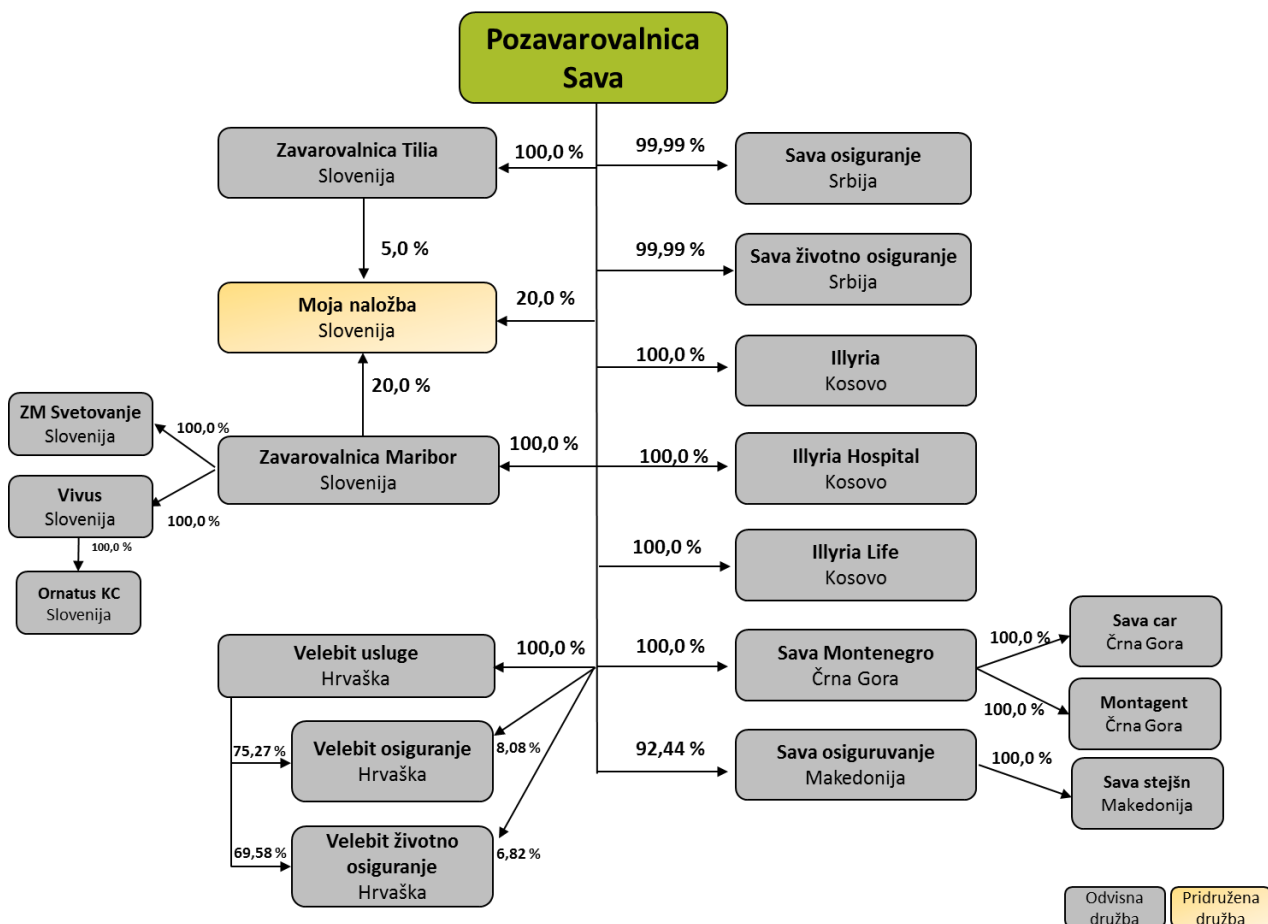 Pozavarovalnica
Sava
Zavarovalnica Tilia
Slovenija
100,0 %
99,99 %
Sava osiguranje
Srbija
5,0 %
99,99 %
Sava životno osiguranje
Srbija
Moja naložba
Slovenija
20,0 %
100,0 %
Illyria
Kosovo
20,0 %
ZM Svetovanje
Slovenija
100,0 %
Zavarovalnica Maribor
Slovenija
100,0 %
100,0 %
Illyria Hospital
Kosovo
Vivus
Slovenija
100,0 %
100,0 %
Ornatus KC
Slovenija
100,0 %
Illyria Life
Kosovo
Velebit usluge
Hrvaška
100,0 %
100,0 %
Sava Montenegro
Črna Gora
100,0 %
Sava car
Črna Gora
100,0 %
Montagent
Črna Gora
75,27 %
Velebit osiguranje
Hrvaška
8,08 %
92,44 %
Sava osiguruvanje
Makedonija
100,0 %
Sava stejšn
Makedonija
69,58 %
Velebit životno
osiguranje
Hrvaška
6,82 %
Odvisna
družba
Pridružena
družba